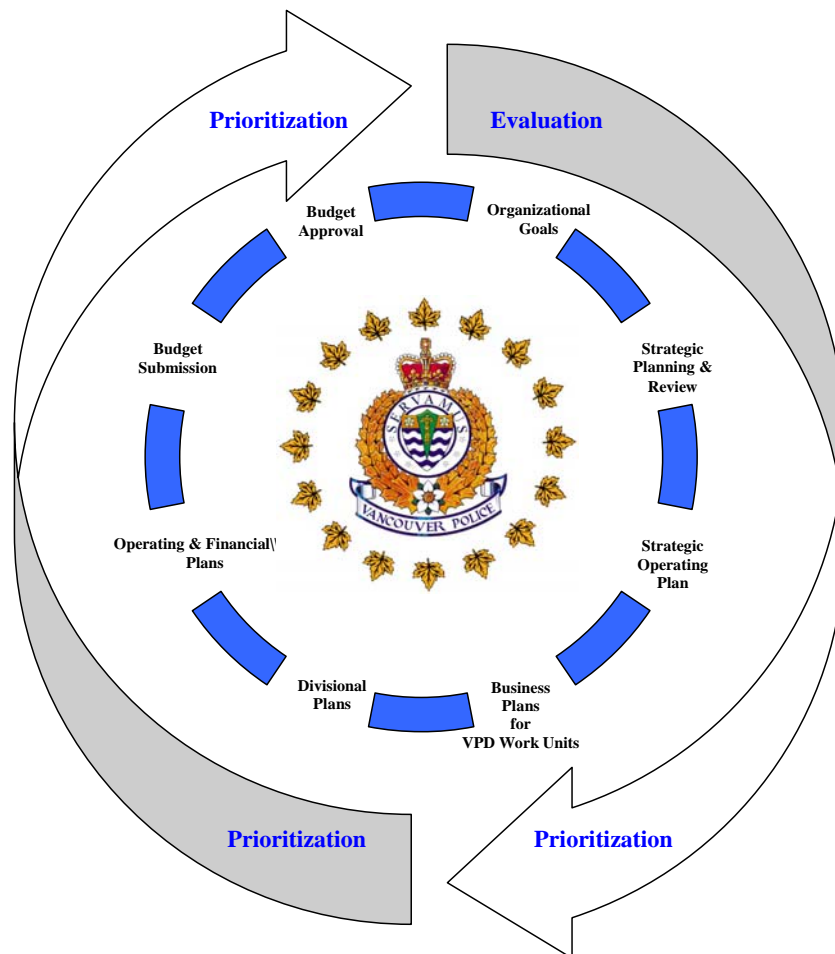 Prioritization
Evaluation
Budget
Approval
Organizational
Goals
Budget
Submission
Strategic
Planning &
Review
SERVAMUS
VANCOUVER POLICE
Operating & Financial\
Plans
Strategic
Operating
Plan
Divisional
Plans
Business
Plans
for
VPD Work Units
Prioritization
Prioritization